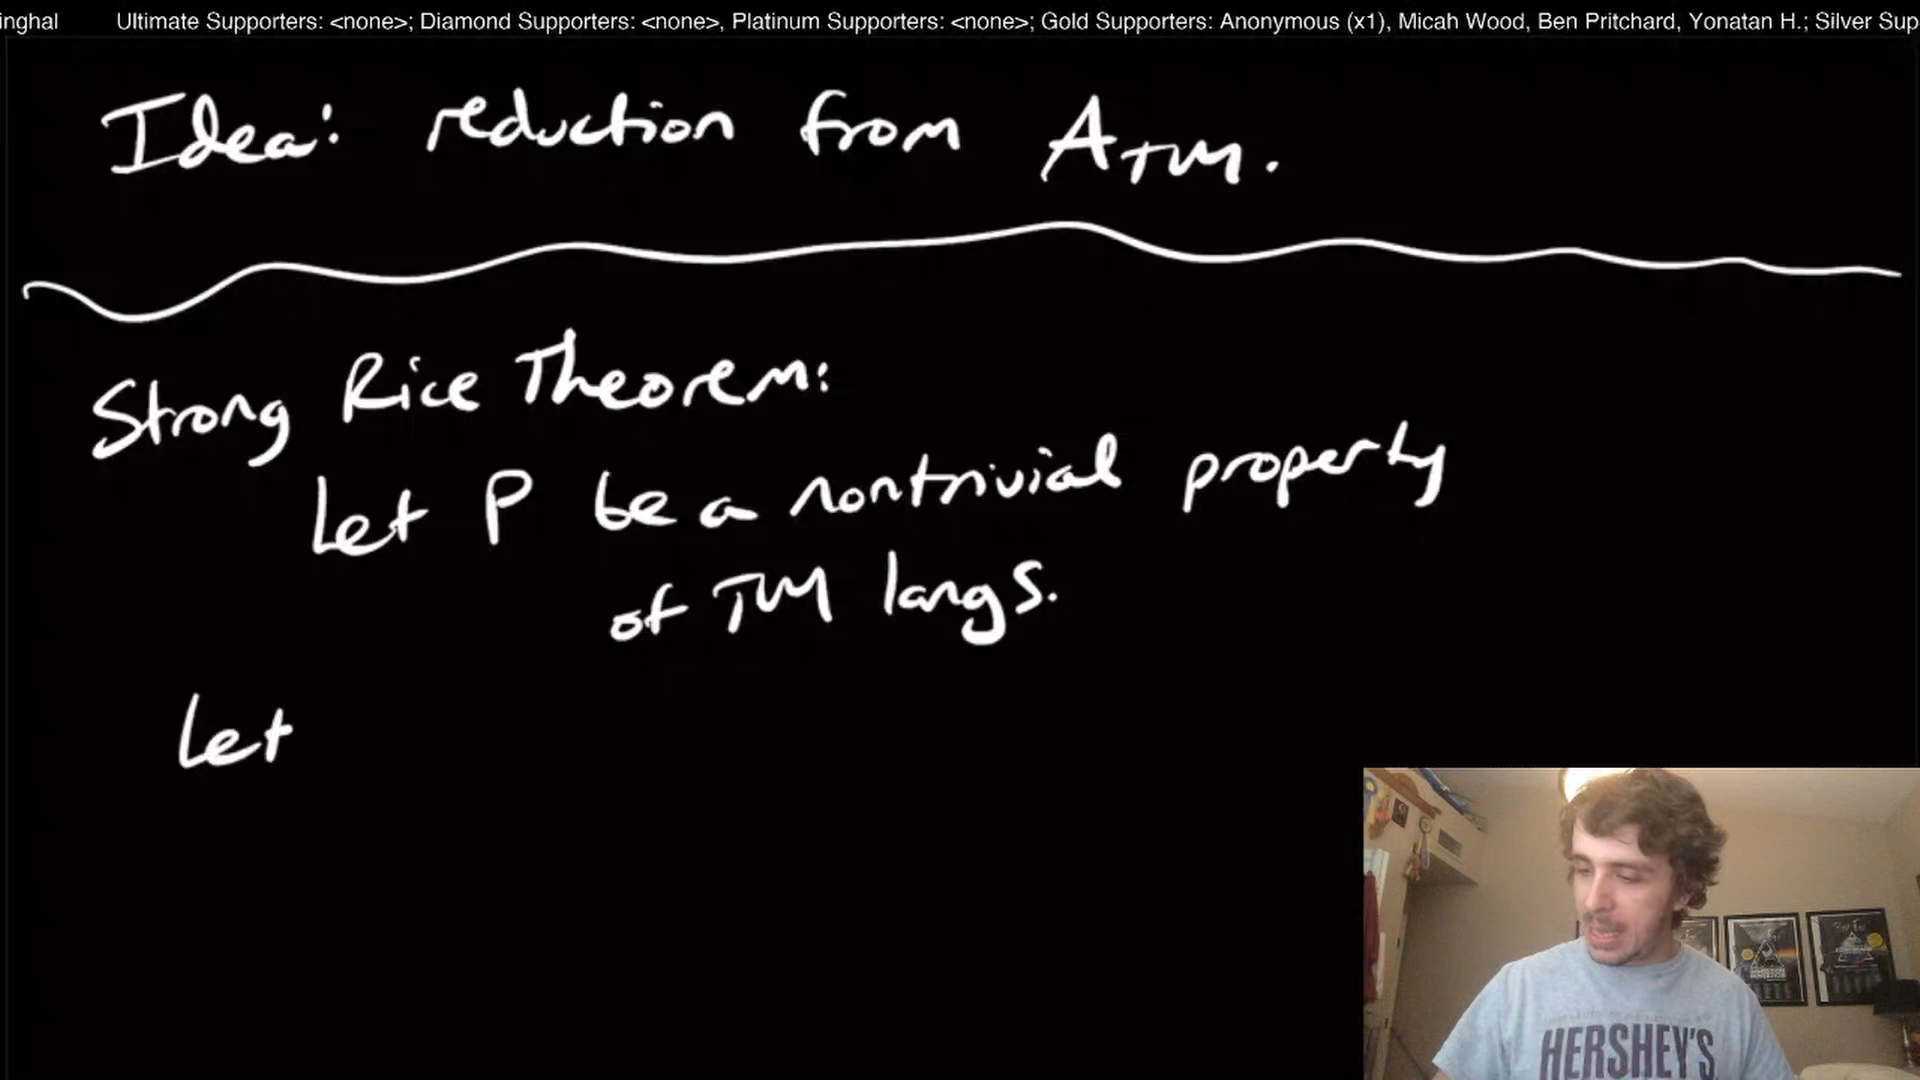 inghal Ultimate Supporters: <none>; Diamond Supporters: <none>, Platinum Supporters: <none>; Gold Supporters: Anonymous (x1), Micah Wood, Ben Pritchard, Yonatan H.; Silver Sup
Idea: reduction from ATM.
Strong Rice Theorem:
Let P be a nontrivial property
of TM langs.
Let
HERSHEY'S